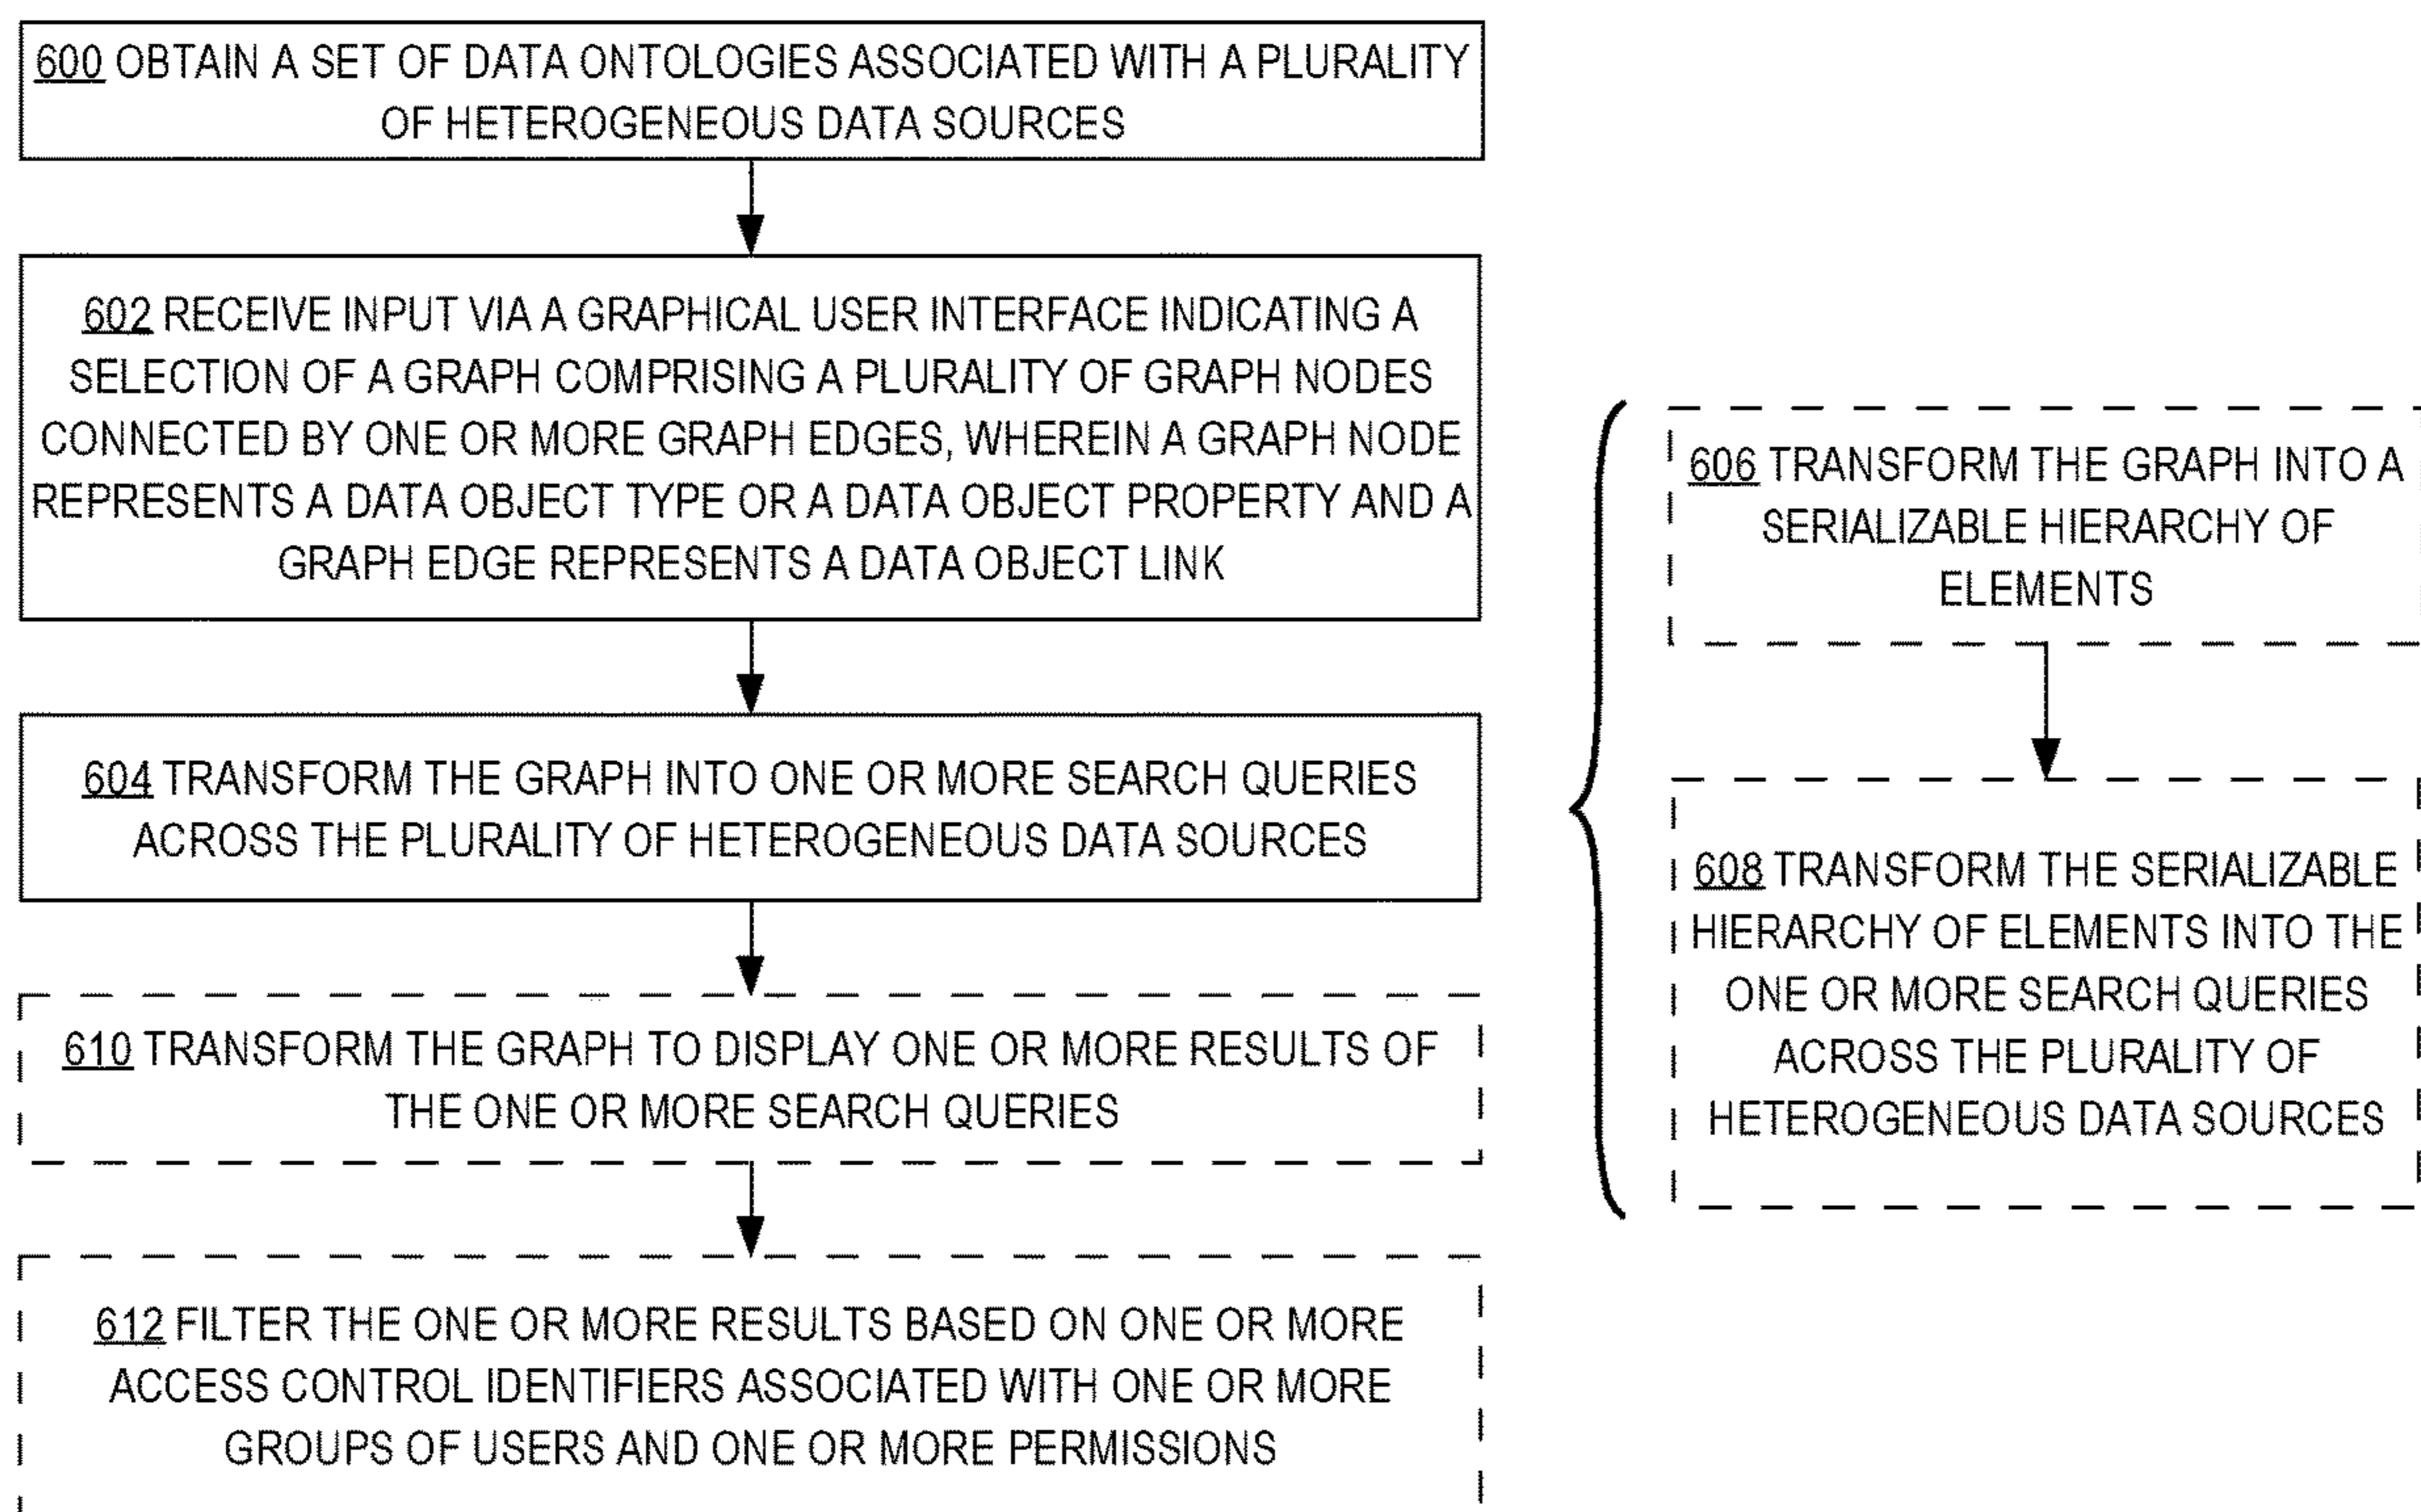 600 OBTAIN A SET OF DATA ONTOLOGIES ASSOCIATED WITH A PLURALITY
OF HETEROGENEOUS DATA SOURCES
602 RECEIVE INPUT VIA A GRAPHICAL USER INTERFACE INDICATING A
SELECTION OF A GRAPH COMPRISING A PLURALITY OF GRAPH NODES
CONNECTED BY ONE OR MORE GRAPH EDGES, WHEREIN A GRAPH NODE
REPRESENTS A DATA OBJECT TYPE OR A DATA OBJECT PROPERTY AND A
GRAPH EDGE REPRESENTS A DATA OBJECT LINK
604 TRANSFORM THE GRAPH INTO ONE OR MORE SEARCH QUERIES
ACROSS THE PLURALITY OF HETEROGENEOUS DATA SOURCES
606 TRANSFORM THE GRAPH INTO A
SERIALIZABLE HIERARCHY OF
ELEMENTS
608 TRANSFORM THE SERIALIZABLE
HIERARCHY OF ELEMENTS INTO THE
ONE OR MORE SEARCH QUERIES
ACROSS THE PLURALITY OF
HETEROGENEOUS DATA SOURCES
610 TRANSFORM THE GRAPH TO DISPLAY ONE OR MORE RESULTS OF
THE ONE OR MORE SEARCH QUERIES
612 FILTER THE ONE OR MORE RESULTS BASED ON ONE OR MORE
ACCESS CONTROL IDENTIFIERS ASSOCIATED WITH ONE OR MORE
GROUPS OF USERS AND ONE OR MORE PERMISSIONS